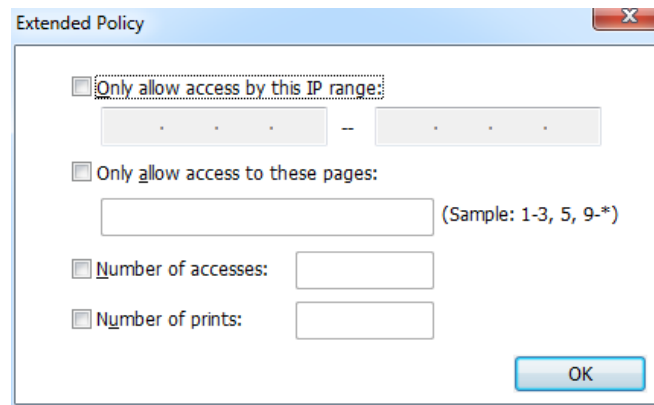 Extended Policy
Only allow access by this IP range:
. . . -- . . .
Only allow access to these pages:
(Sample: 1-3, 5, 9-*)
Number of accesses:
Number of prints:
OK